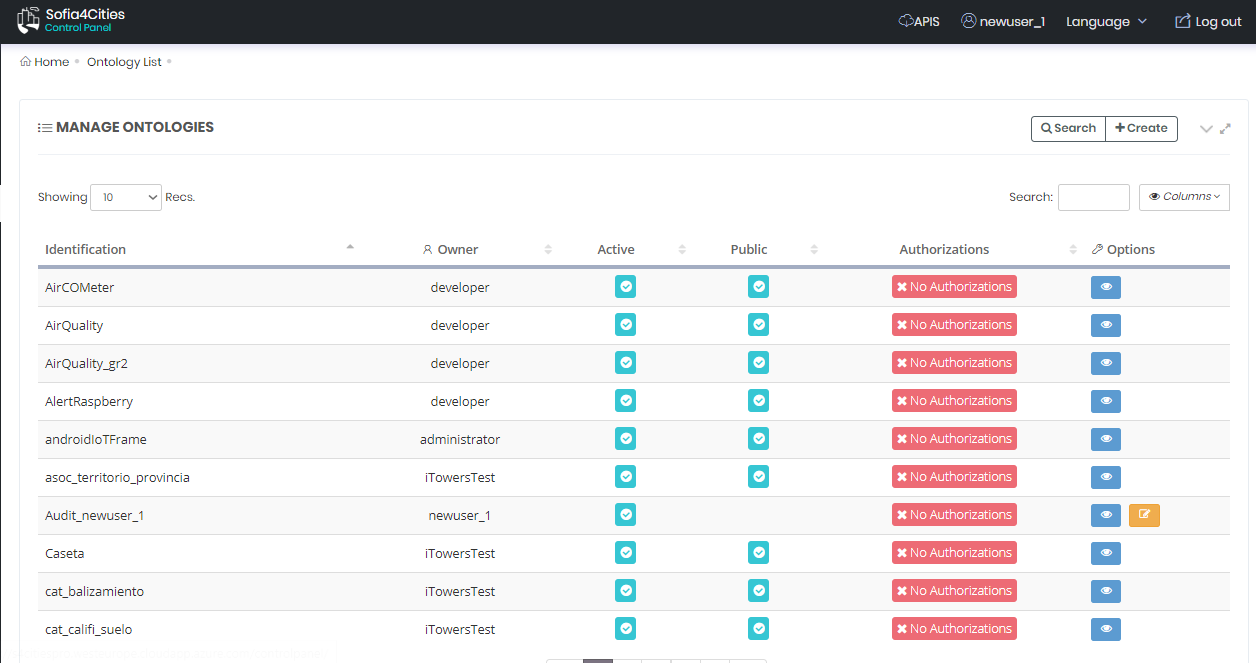 Sofia4Cities
Control Panel
APIS newuser_1 Language Log out
Home Ontology List
MANAGE ONTOLOGIES Search Create
Showing 10 Recs. Search: Columns
Identification Owner Active Public Authorizations Options
AirCOMeter developer No Authorizations
AirQuality developer No Authorizations
AirQuality_gr2 developer No Authorizations
AlertRaspberry developer No Authorizations
androidIoTFrame administrator No Authorizations
asoc_territorio_provincia iTowersTest No Authorizations
Audit_newuser_1 newuser_1 No Authorizations
Caseta iTowersTest No Authorizations
cat_balizamiento iTowersTest No Authorizations
cat_califi_suelo iTowersTest No Authorizations